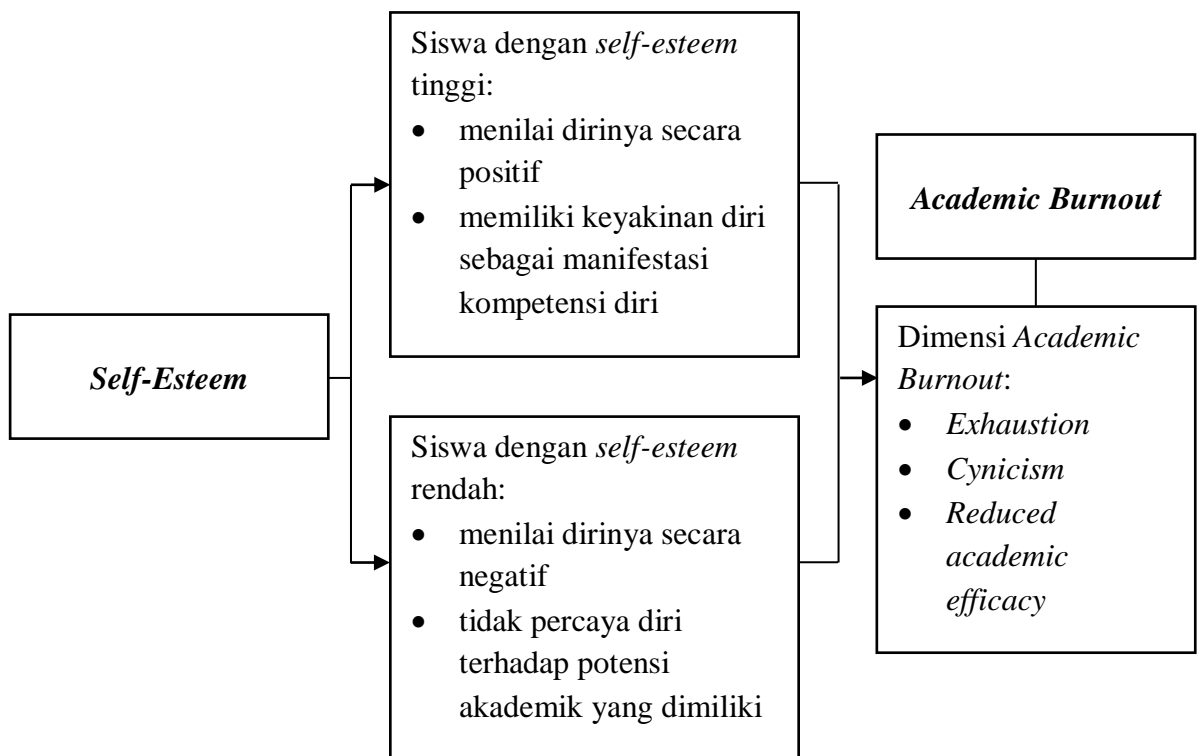 Self-Esteem
Siswa dengan self-esteem
tinggi:
• menilai dirinya secara
positif
• memiliki keyakinan diri
sebagai manifestasi
kompetensi diri
Siswa dengan self-esteem
rendah:
• menilai dirinya secara
negatif
• tidak percaya diri
terhadap potensi
akademik yang dimiliki
Academic Burnout
Dimensi Academic
Burnout:
• Exhaustion
• Cynicism
• Reduced
academic
efficacy